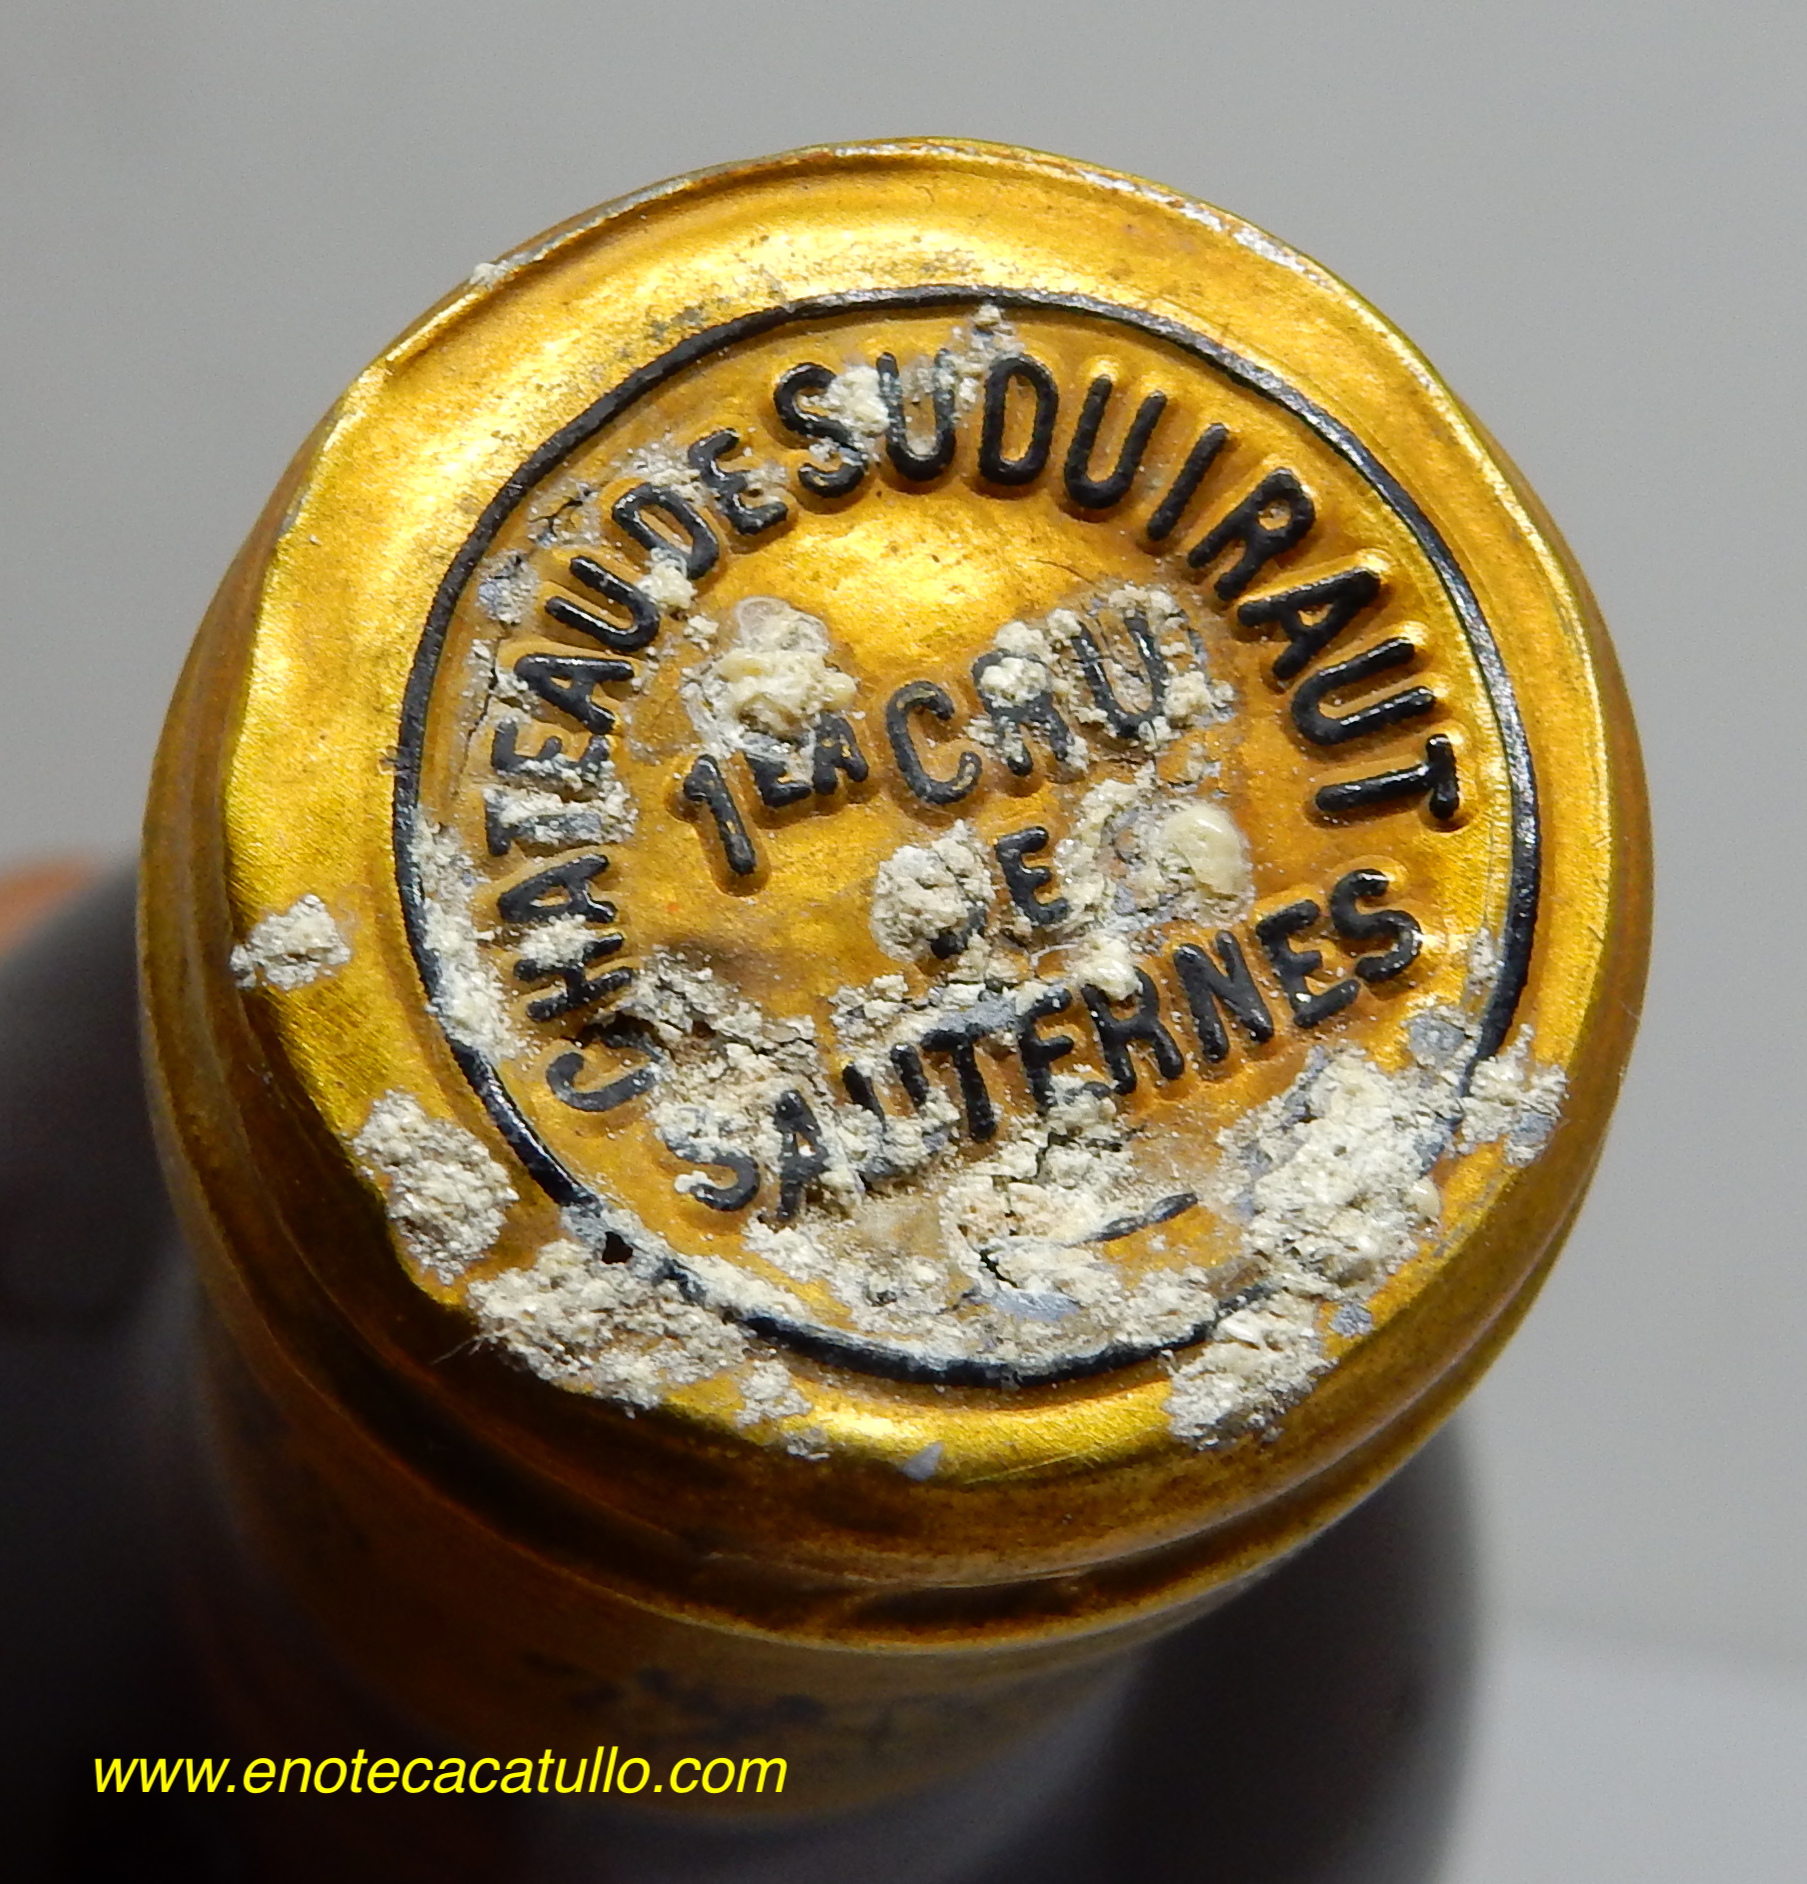 CHATEAU DE SUDUIRAUT
1ER CRU
DE
SAUTERNES
www.enotecacatullo.com